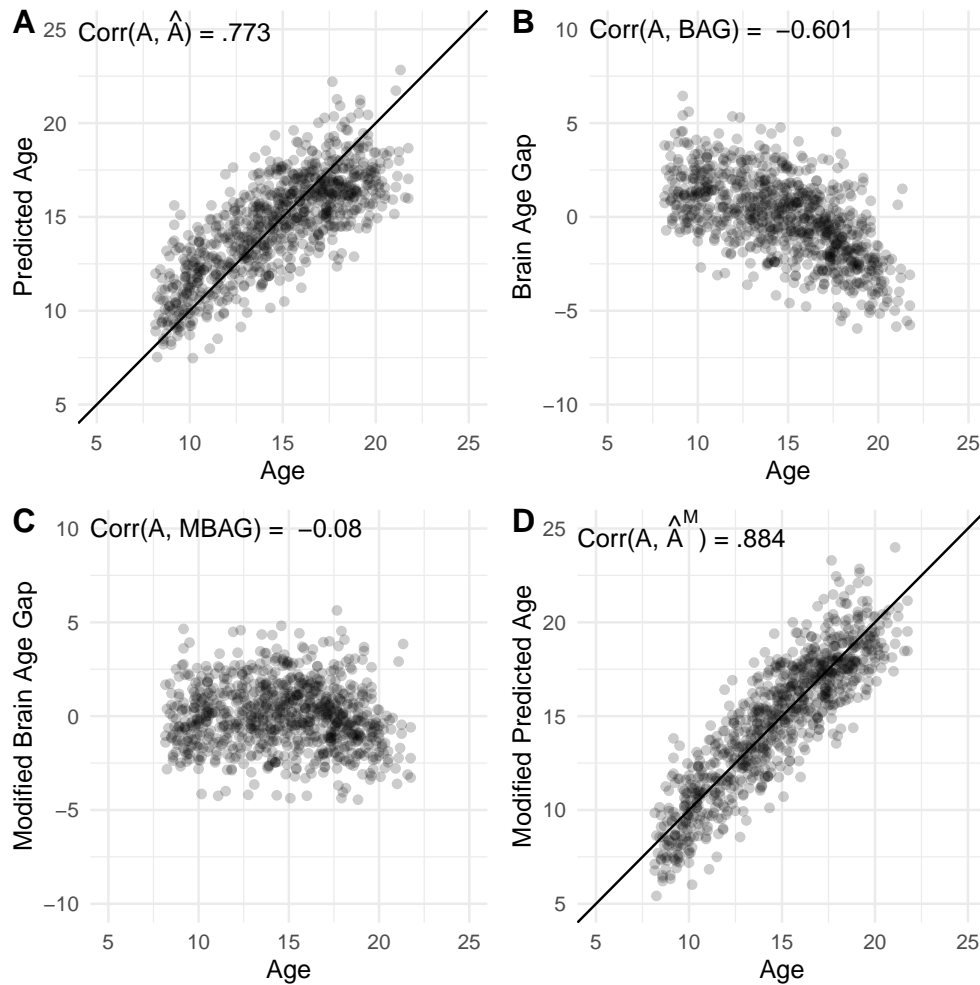 A
Corr(A, Â) = .773
Predicted Age
25
20
15
10
5
5 10 15 20 25
Age
B
Corr(A, BAG) = −0.601
Brain Age Gap
10
5
0
−5
−10
5 10 15 20 25
Age
C
Corr(A, MBAG) = −0.08
Modified Brain Age Gap
10
5
0
−5
−10
5 10 15 20 25
Age
D
Corr(A, Â^M) = .884
Modified Predicted Age
25
20
15
10
5
5 10 15 20 25
Age